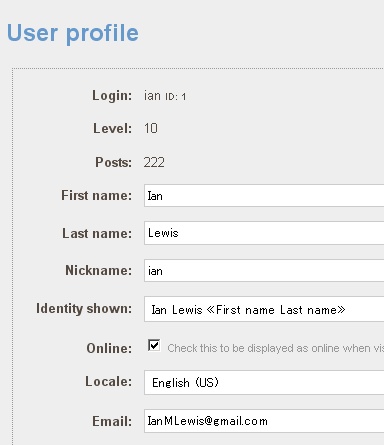 User profile
Login: ian ID: 1
Level: 10
Posts: 222
First name: Ian
Last name: Lewis
Nickname: ian
Identity shown: Ian Lewis «First name Last name»
Online: Check this to be displayed as online when
Locale: English (US)
Email: IanMLewis@gmail.com